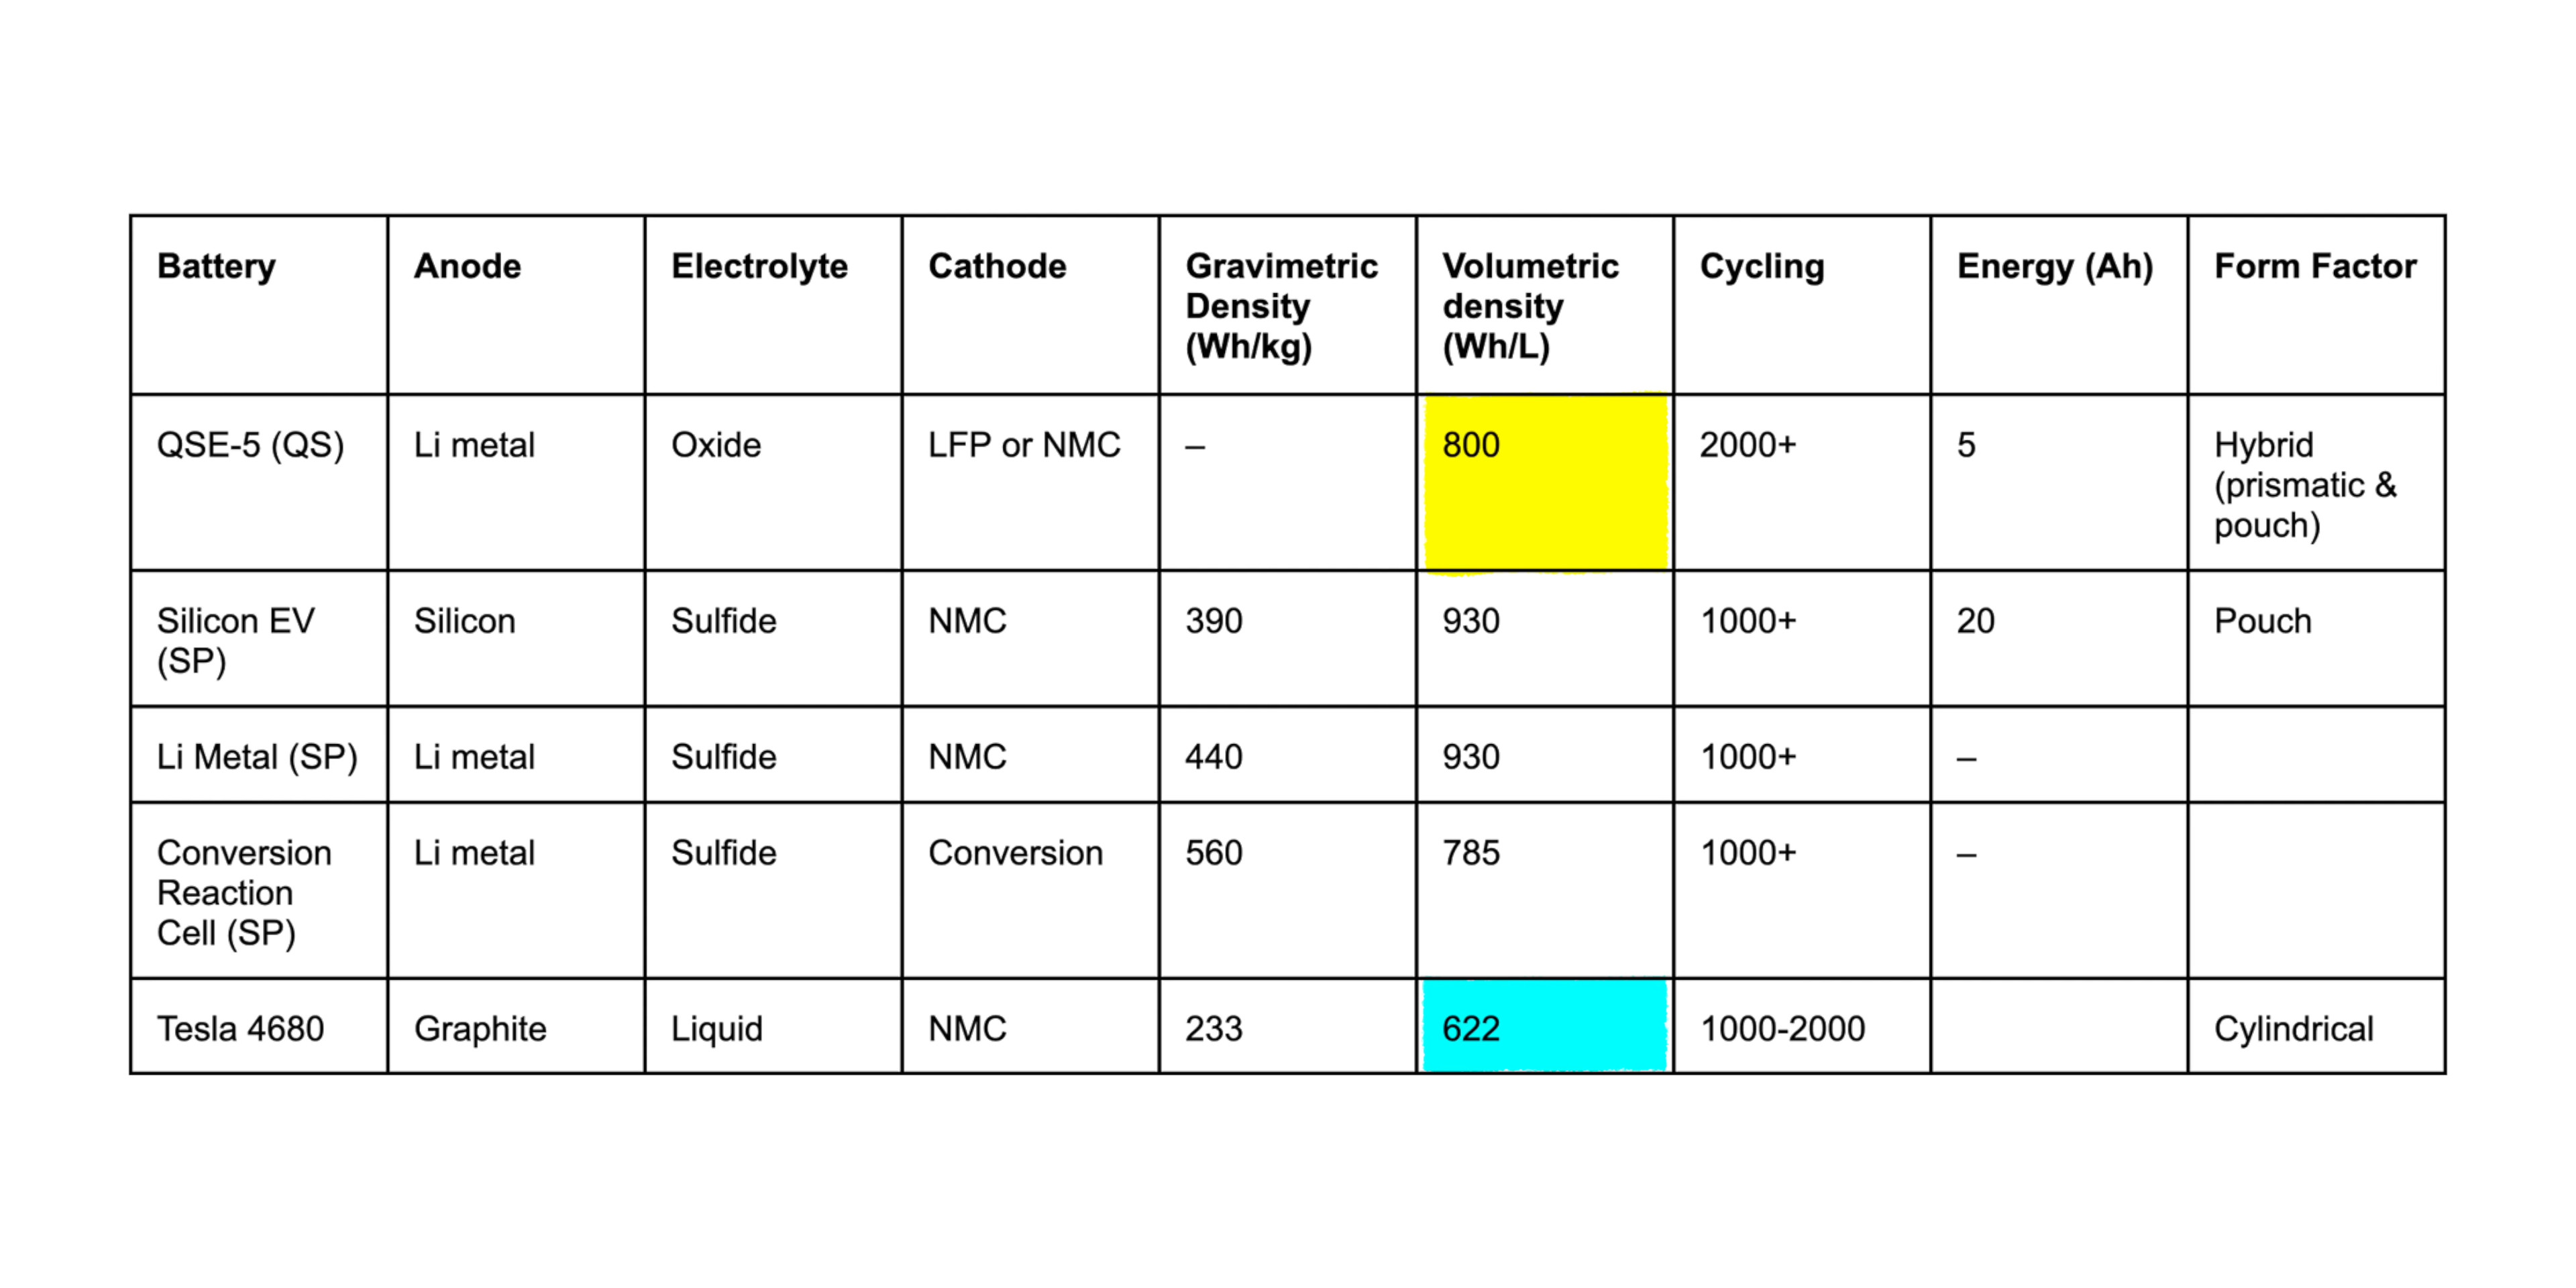 Battery
Anode
Electrolyte
Cathode
Gravimetric
Density
(Wh/kg)
Volumetric
density
(Wh/L)
Cycling
Energy (Ah)
Form Factor
QSE-5 (QS)
Li metal
Oxide
LFP or NMC
–
800
2000+
5
Hybrid
(prismatic &
pouch)
Silicon EV
(SP)
Silicon
Sulfide
NMC
390
930
1000+
20
Pouch
Li Metal (SP)
Li metal
Sulfide
NMC
440
930
1000+
–
Conversion
Reaction
Cell (SP)
Li metal
Sulfide
Conversion
560
785
1000+
–
Tesla 4680
Graphite
Liquid
NMC
233
622
1000-2000
Cylindrical